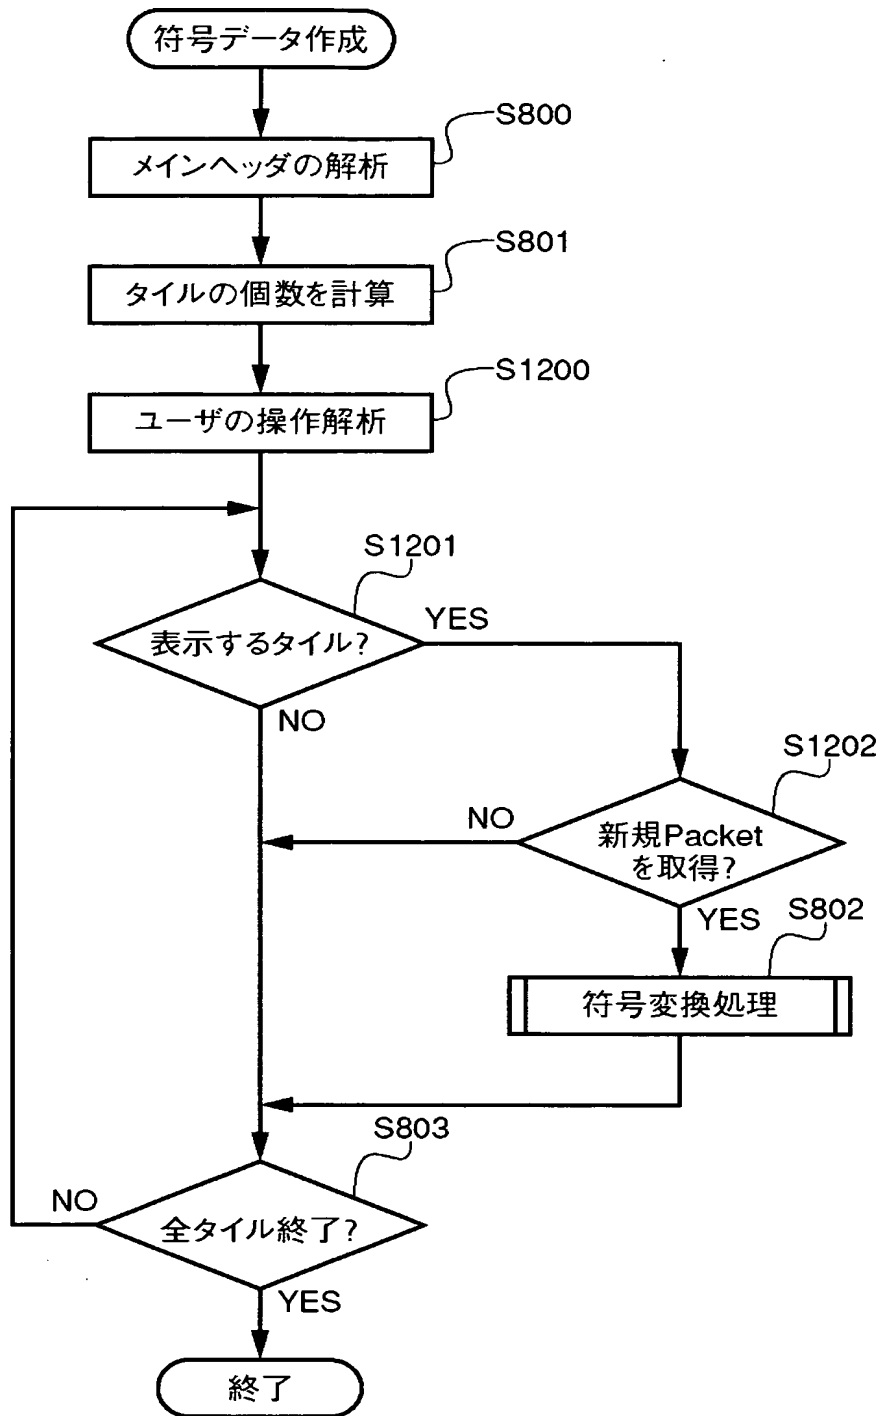 符号データ作成
S800
メインヘッダの解析
S801
タイルの個数を計算
S1200
ユーザの操作解析
S1201
表示するタイル?
YES
NO
S1202
新規Packet
を取得?
NO
YES
S802
符号変換処理
S803
全タイル終了?
NO
YES
終了